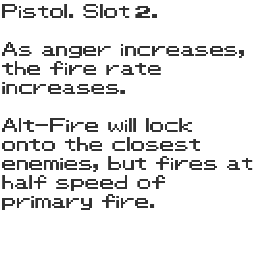 Pistol. Slot 2.
As anger increases,
the fire rate
increases.
Alt-Fire will lock
onto the closest
enemies, but fires at
half speed of
primary fire.